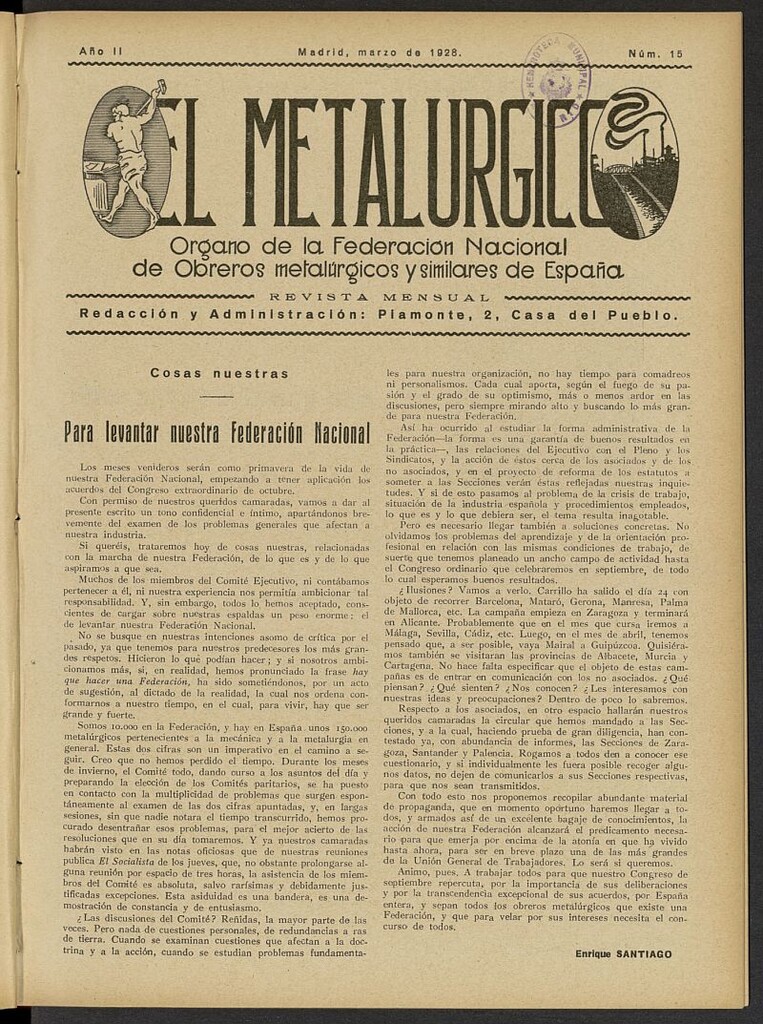 Año II Madrid, marzo de 1928. Núm. 15
HEMEROTECA MUNICIPAL
EL METALURGICO
Organo de la Federación Nacional
de Obreros metalúrgicos y similares de España
REVISTA MENSUAL
Redacción y Administración: Piamonte, 2, Casa del Pueblo.
Cosas nuestras
Para levantar nuestra Federación Nacional
Los meses venideros serán como primavera de la vida de
nuestra Federación Nacional, empezando a tener aplicación los
acuerdos del Congreso extraordinario de octubre.
Con permiso de nuestros queridos camaradas, vamos a dar al
presente escrito un tono confidencial e íntimo, apartándonos bre-
vemente del examen de los problemas generales que afectan a
nuestra industria.
Si queréis, trataremos hoy de cosas nuestras, relacionadas
con la marcha de nuestra Federación, de lo que es y de lo que
aspiramos a que sea.
Muchos de los miembros del Comité Ejecutivo, ni contábamos
pertenecer a él, ni nuestra experiencia nos permitía ambicionar tal
responsabilidad. Y, sin embargo, todos lo hemos aceptado, cons-
cientes de cargar sobre nuestras espaldas un peso enorme: el
de levantar nuestra Federación Nacional.
No se busque en nuestras intenciones asomo de crítica por el
pasado, ya que tenemos para nuestros predecesores los más gran-
des respetos. Hicieron lo que podían hacer; y si nosotros ambi-
cionamos más, si, en realidad, hemos pronunciado la frase hay
que hacer una Federación, ha sido sometiéndonos, por un acto
de sugestión, al dictado de la realidad, la cual nos ordena con-
formarnos a nuestro tiempo, en el cual, para vivir, hay que ser
grande y fuerte.
Somos 10.000 en la Federación, y hay en España unos 150.000
metalúrgicos pertenecientes a la mecánica y a la metalurgia en
general. Estas dos cifras son un imperativo en el camino a se-
guir. Creo que no hemos perdido el tiempo. Durante los meses
de invierno, el Comité todo, dando curso a los asuntos del día y
preparando la elección de los Comités paritarios, se ha puesto
en contacto con la multiplicidad de problemas que surgen espon-
táneamente al examen de las dos cifras apuntadas, y, en largas
sesiones, sin que nadie notara el tiempo transcurrido, hemos pro-
curado desentrañar esos problemas, para el mejor acierto de las
resoluciones que en su día tomaremos. Y ya nuestros camaradas
habrán visto en las notas oficiosas que de nuestras reuniones
publica El Socialista de los jueves, que, no obstante prolongarse al-
guna reunión por espacio de tres horas, la asistencia de los miem-
bros del Comité es absoluta, salvo rarísimas y debidamente jus-
tificadas excepciones. Esta asiduidad es una bandera, es una de-
mostración de constancia y de entusiasmo.
¿Las discusiones del Comité? Reñidas, la mayor parte de las
veces. Pero nada de cuestiones personales, de redundancias a ras
de tierra. Cuando se examinan cuestiones que afectan a la doc-
trina y a la acción, cuando se estudian problemas fundamenta-
les para nuestra organización, no hay tiempo para comadreos
ni personalismos. Cada cual aporta, según el fuego de su pa-
sión y el grado de su optimismo, más o menos ardor en las
discusiones, pero siempre mirando alto y buscando lo más gran-
de para nuestra Federación.
Así ha ocurrido al estudiar la forma administrativa de la
Federación—la forma es una garantía de buenos resultados en
la práctica—, las relaciones del Ejecutivo con el Pleno y los
Sindicatos, y la acción de éstos cerca de los asociados y de los
no asociados, y en el proyecto de reforma de los estatutos a
someter a las Secciones verán éstas reflejadas nuestras inquie-
tudes. Y si de esto pasamos al problema de la crisis de trabajo,
situación de la industria española y procedimientos empleados,
lo que es y lo que debiera ser, el tema resulta inagotable.
Pero es necesario llegar también a soluciones concretas. No
olvidamos los problemas del aprendizaje y de la orientación pro-
fesional en relación con las mismas condiciones de trabajo, de
suerte que tenemos planeado un ancho campo de actividad hasta
el Congreso ordinario que celebraremos en septiembre, de todo
lo cual esperamos buenos resultados.
¿Ilusiones? Vamos a verlo. Carrillo ha salido el día 24 con
objeto de recorrer Barcelona, Mataró, Gerona, Manresa, Palma
de Mallorca, etc. La campaña empieza en Zaragoza y terminará
en Alicante. Probablemente que en el mes que cursa iremos a
Málaga, Sevilla, Cádiz, etc. Luego, en el mes de abril, tenemos
pensado que, a ser posible, vaya Mairal a Guipúzcoa. Quisiéra-
mos también se visitaran las provincias de Albacete, Murcia y
Cartagena. No hace falta especificar que el objeto de estas cam-
pañas es de entrar en comunicación con los no asociados. ¿Qué
piensan? ¿Qué sienten? ¿Nos conocen? ¿Les interesamos con
nuestras ideas y preocupaciones? Dentro de poco lo sabremos.
Respecto a los asociados, en otro espacio hallarán nuestros
queridos camaradas la circular que hemos mandado a las Sec-
ciones, y a la cual, haciendo prueba de gran diligencia, han con-
testado ya, con abundancia de informes, las Secciones de Zara-
goza, Santander y Palencia. Rogamos a todos den a conocer ese
cuestionario, y si individualmente les fuera posible recoger algu-
nos datos, no dejen de comunicarlos a sus Secciones respectivas,
para que nos sean transmitidos.
Con todo esto nos proponemos recopilar abundante material
de propaganda, que en momento oportuno haremos llegar a to-
dos, y armados así de un excelente bagaje de conocimientos, la
acción de nuestra Federación alcanzará el predicamento necesa-
rio para que emerja por encima de la atonía en que ha vivido
hasta ahora, para ser en breve plazo una de las más grandes
de la Unión General de Trabajadores. Lo será si queremos.
Animo, pues. A trabajar todos para que nuestro Congreso de
septiembre repercuta, por la importancia de sus deliberaciones
y por la transcendencia excepcional de sus acuerdos, por España
entera, y sepan todos los obreros metalúrgicos que existe una
Federación, y que para velar por sus intereses necesita el con-
curso de todos.
Enrique SANTIAGO